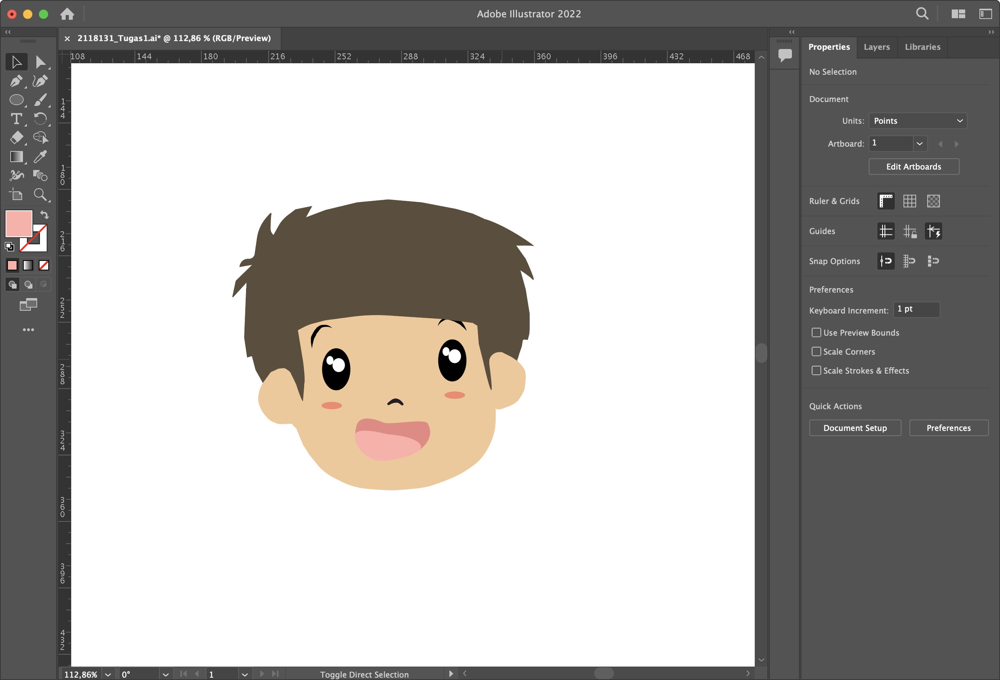 Adobe Illustrator 2022
2118131_Tugas1.ai* @ 112,86 % (RGB/Preview)
108 144 180 216 252 288 324 360 396 432 468
144
180
216
252
288
324
360
396
432
Properties Layers Libraries
No Selection
Document
Units: Points
Artboard: 1
Edit Artboards
Ruler & Grids
Guides
Snap Options
Preferences
Keyboard Increment: 1 pt
Use Preview Bounds
Scale Corners
Scale Strokes & Effects
Quick Actions
Document Setup Preferences
112,86% 0° 1 Toggle Direct Selection